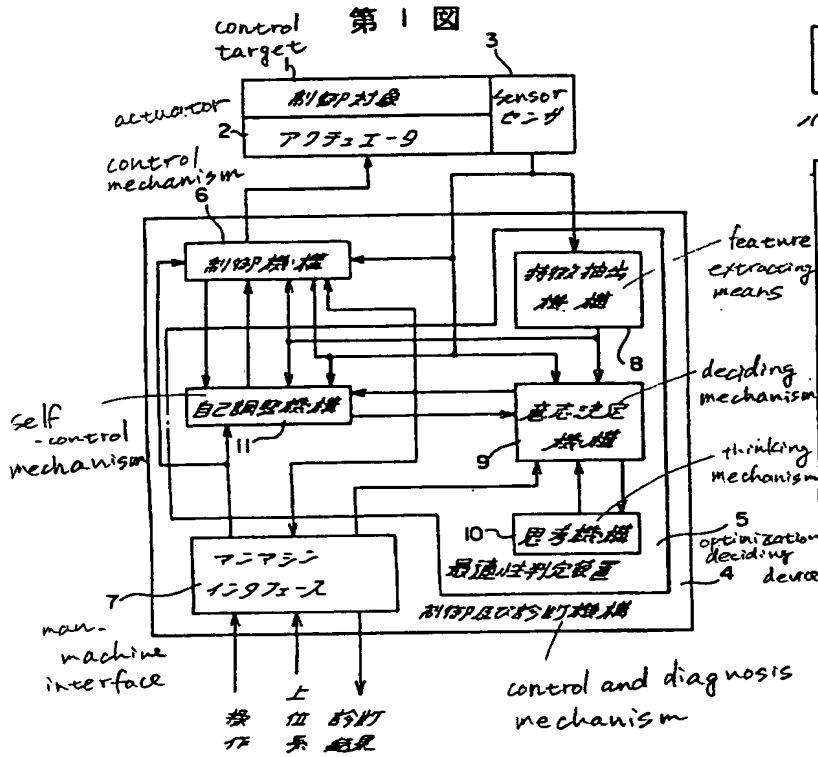 第1図
control
target
1
3
actuator
制御対象
sensor
センサ
2
アクチュエータ
control
mechanism
6
制御機構
特徴抽出
機構
feature
extracting
means
8
deciding
mechanism
自己調整機構
11
意志決定
機構
9
self
-control
mechanism
thinking
mechanism
10
思考機構
5
最適性判定装置
optimization
deciding
device
4
マンマシン
インタフェース
7
制御及び診断機構
man-
machine
interface
control and diagnosis
mechanism
操作
上位系
診断結果